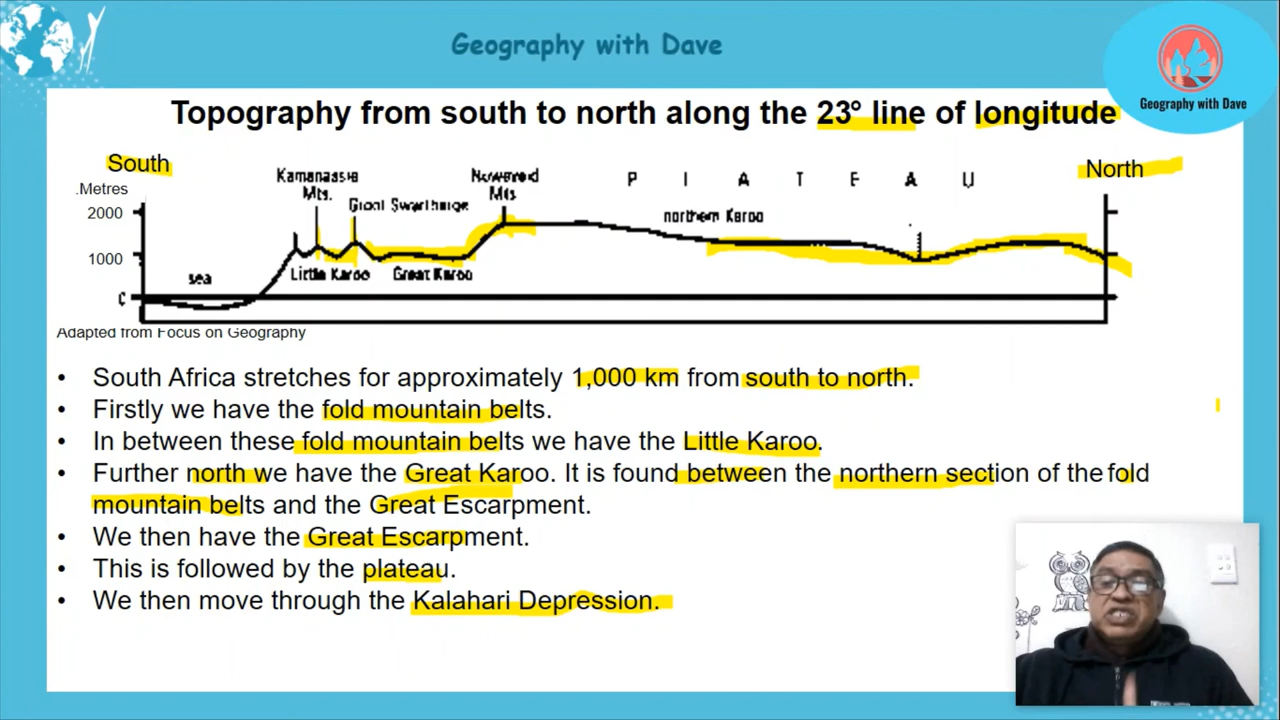 Geography with Dave
Geography with Dave
Topography from south to north along the 23° line of longitude
South
North
.Metres
Kamanassie
Mts.
Groot Swartberge
Mts
P L A T E A U
northern Karoo
2000
1000
sea
Little Karoo
Great Karoo
0
Adapted from Focus on Geography
• South Africa stretches for approximately 1,000 km from south to north.
• Firstly we have the fold mountain belts.
• In between these fold mountain belts we have the Little Karoo.
• Further north we have the Great Karoo. It is found between the northern section of the fold
mountain belts and the Great Escarpment.
• We then have the Great Escarpment.
• This is followed by the plateau.
• We then move through the Kalahari Depression.